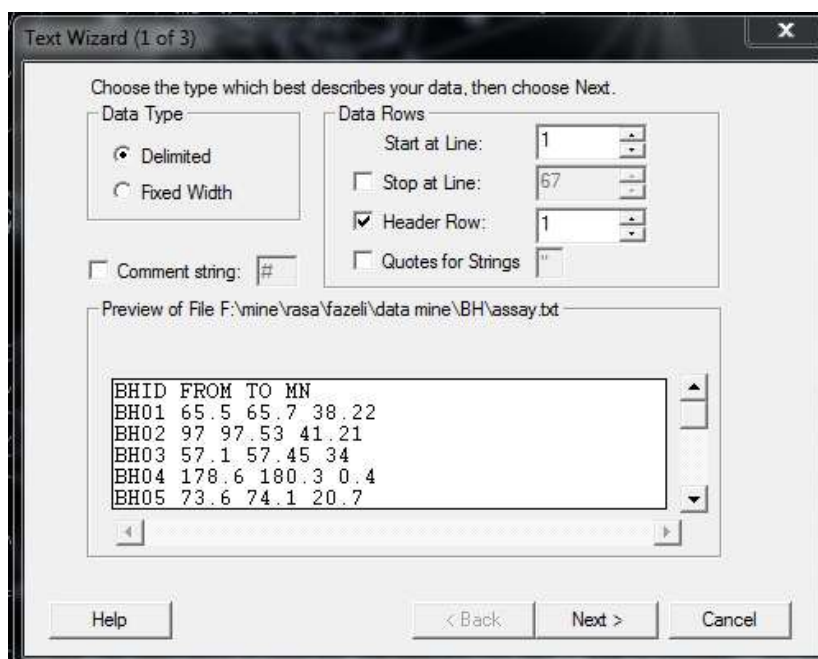 Text Wizard (1 of 3)
x
Choose the type which best describes your data, then choose Next.
Data Type
Delimited
Fixed Width
Data Rows
Start at Line: 1
Stop at Line: 67
Header Row: 1
Quotes for Strings "
Comment string: #
Preview of File F:\mine\rasa\fazeli\data mine\BH\assay.txt
BHID FROM TO MN
BH01 65.5 65.7 38.22
BH02 97 97.53 41.21
BH03 57.1 57.45 34
BH04 178.6 180.3 0.4
BH05 73.6 74.1 20.7
Help
< Back
Next >
Cancel